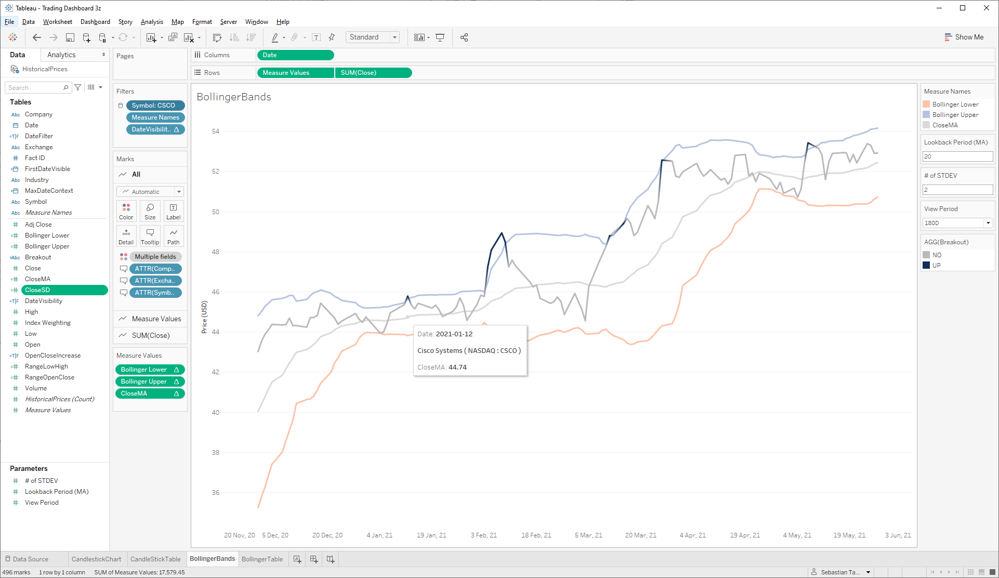 Tableau - Trading Dashboard 3z
File Data Worksheet Dashboard Story Analysis Map Format Server Window Help
Standard
Show Me
Data
Analytics
HistoricalPrices
Search
Tables
Abc Company
Date
=T|F DateFilter
Abc Exchange
# Fact ID
FirstDateVisible
Abc Industry
MaxDateContext
Abc Symbol
Abc Measure Names
# Adj Close
=# Bollinger Lower
=# Bollinger Upper
=Abc Breakout
# Close
=# CloseMA
=# CloseSD
=T|F DateVisibility
# High
# Index Weighting
# Low
# Open
=T|F OpenCloseIncrease
=# RangeLowHigh
=# RangeOpenClose
# Volume
# HistoricalPrices (Count)
# Measure Values
Parameters
# # of STDEV
# Lookback Period (MA)
# View Period
Pages
Filters
Symbol: CSCO
Measure Names
DateVisibilit.. Δ
Marks
All
Automatic
Color
Size
T
Label
Detail
Tooltip
Path
Multiple fields
ATTR(Comp..
ATTR(Excha..
ATTR(Symb..
Measure Values
SUM(Close)
Measure Values
Bollinger Lower Δ
Bollinger Upper Δ
CloseMA Δ
Columns
Date
Rows
Measure Values
SUM(Close)
BollingerBands
Price (USD)
54
52
50
48
46
44
42
40
38
36
20 Nov, 20
5 Dec, 20
20 Dec, 20
4 Jan, 21
19 Jan, 21
3 Feb, 21
18 Feb, 21
5 Mar, 21
20 Mar, 21
4 Apr, 21
19 Apr, 21
4 May, 21
19 May, 21
3 Jun, 21
Date: 2021-01-12
Cisco Systems ( NASDAQ : CSCO )
CloseMA: 44.74
Measure Names
Bollinger Lower
Bollinger Upper
CloseMA
Lookback Period (MA)
20
# of STDEV
2
View Period
180D
AGG(Breakout)
NO
UP
Data Source
CandlestickChart
CandleStickTable
BollingerBands
BollingerTable
496 marks
1 row by 1 column
SUM of Measure Values: 17,579.45
Sebastian Ta...